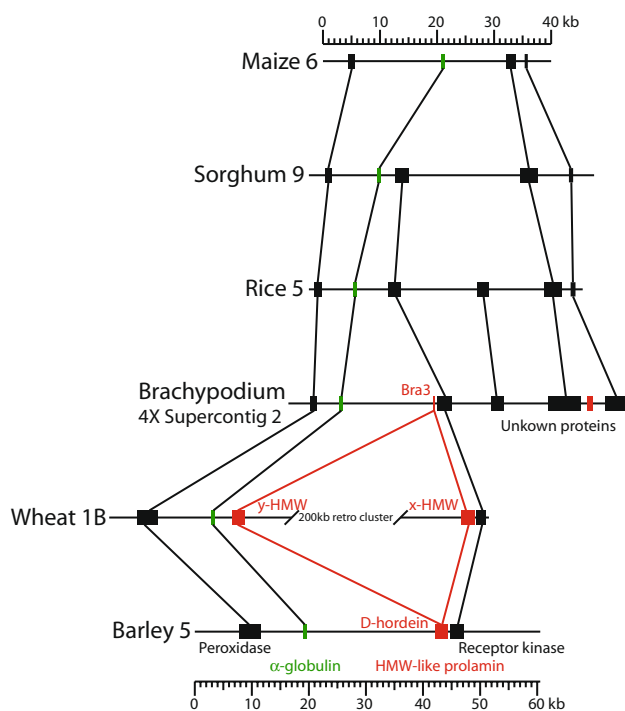 0 10 20 30 40 kb
Maize 6
Sorghum 9
Rice 5
Brachypodium
4X Supercontig 2
Bra3
Unkown proteins
Wheat 1B
y-HMW
200kb retro cluster
x-HMW
Barley 5
D-hordein
Peroxidase
Receptor kinase
α-globulin
HMW-like prolamin
0 10 20 30 40 50 60 kb